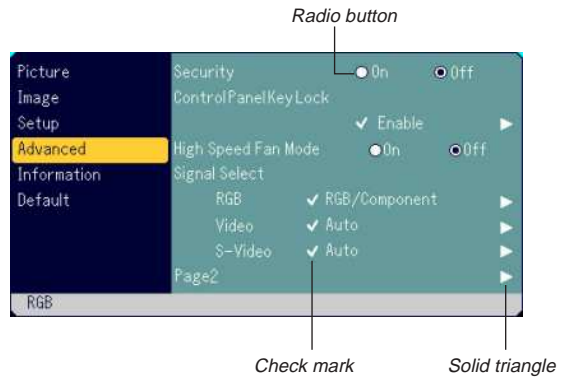 Radio button
Picture
Image
Setup
Advanced
Information
Default
Security On Off
ControlPanelKeyLock
Enable
High Speed Fan Mode On Off
Signal Select
RGB RGB/Component
Video Auto
S-Video Auto
Page2
RGB
Check mark Solid triangle